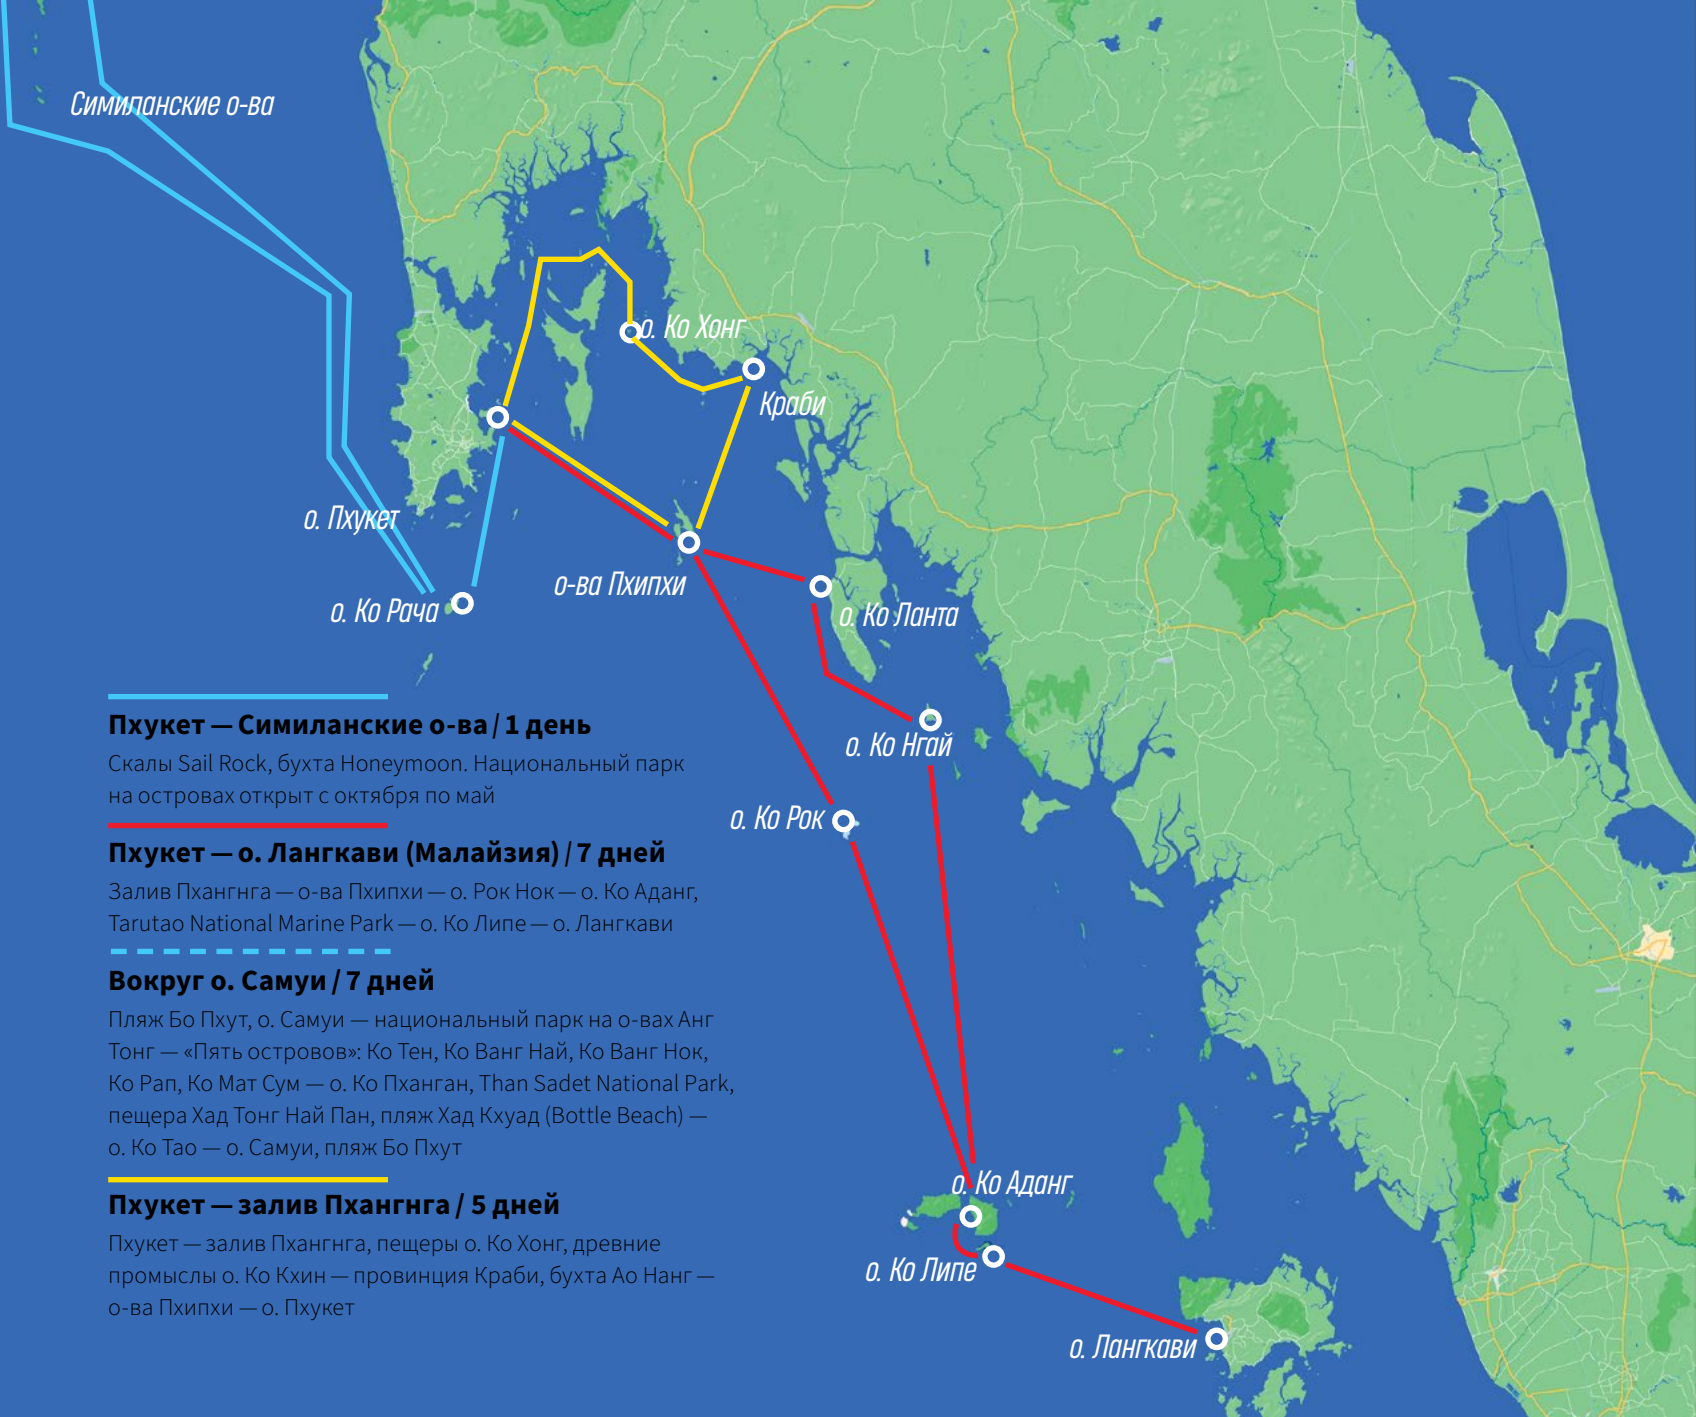 Симиланские о-ва
о. Ко Хонг
Краби
о. Пхукет
о-ва Пхипхи
о. Ко Рача
о. Ко Ланта
о. Ко Нгай
о. Ко Рок
о. Ко Аданг
о. Ко Липе
о. Лангкави
Пхукет — Симиланские о-ва / 1 день
Скалы Sail Rock, бухта Honeymoon. Национальный парк
на островах открыт с октября по май
Пхукет — о. Лангкави (Малайзия) / 7 дней
Залив Пхангнга — о-ва Пхипхи — о. Рок Нок — о. Ко Аданг,
Tarutao National Marine Park — о. Ко Липе — о. Лангкави
Вокруг о. Самуи / 7 дней
Пляж Бо Пхут, о. Самуи — национальный парк на о-вах Анг
Тонг — «Пять островов»: Ко Тен, Ко Ванг Най, Ко Ванг Нок,
Ко Рап, Ко Мат Сум — о. Ко Пханган, Than Sadet National Park,
пещера Хад Тонг Най Пан, пляж Хад Кхуад (Bottle Beach) —
о. Ко Тао — о. Самуи, пляж Бо Пхут
Пхукет — залив Пхангнга / 5 дней
Пхукет — залив Пхангнга, пещеры о. Ко Хонг, древние
промыслы о. Ко Кхин — провинция Краби, бухта Ао Нанг —
о-ва Пхипхи — о. Пхукет